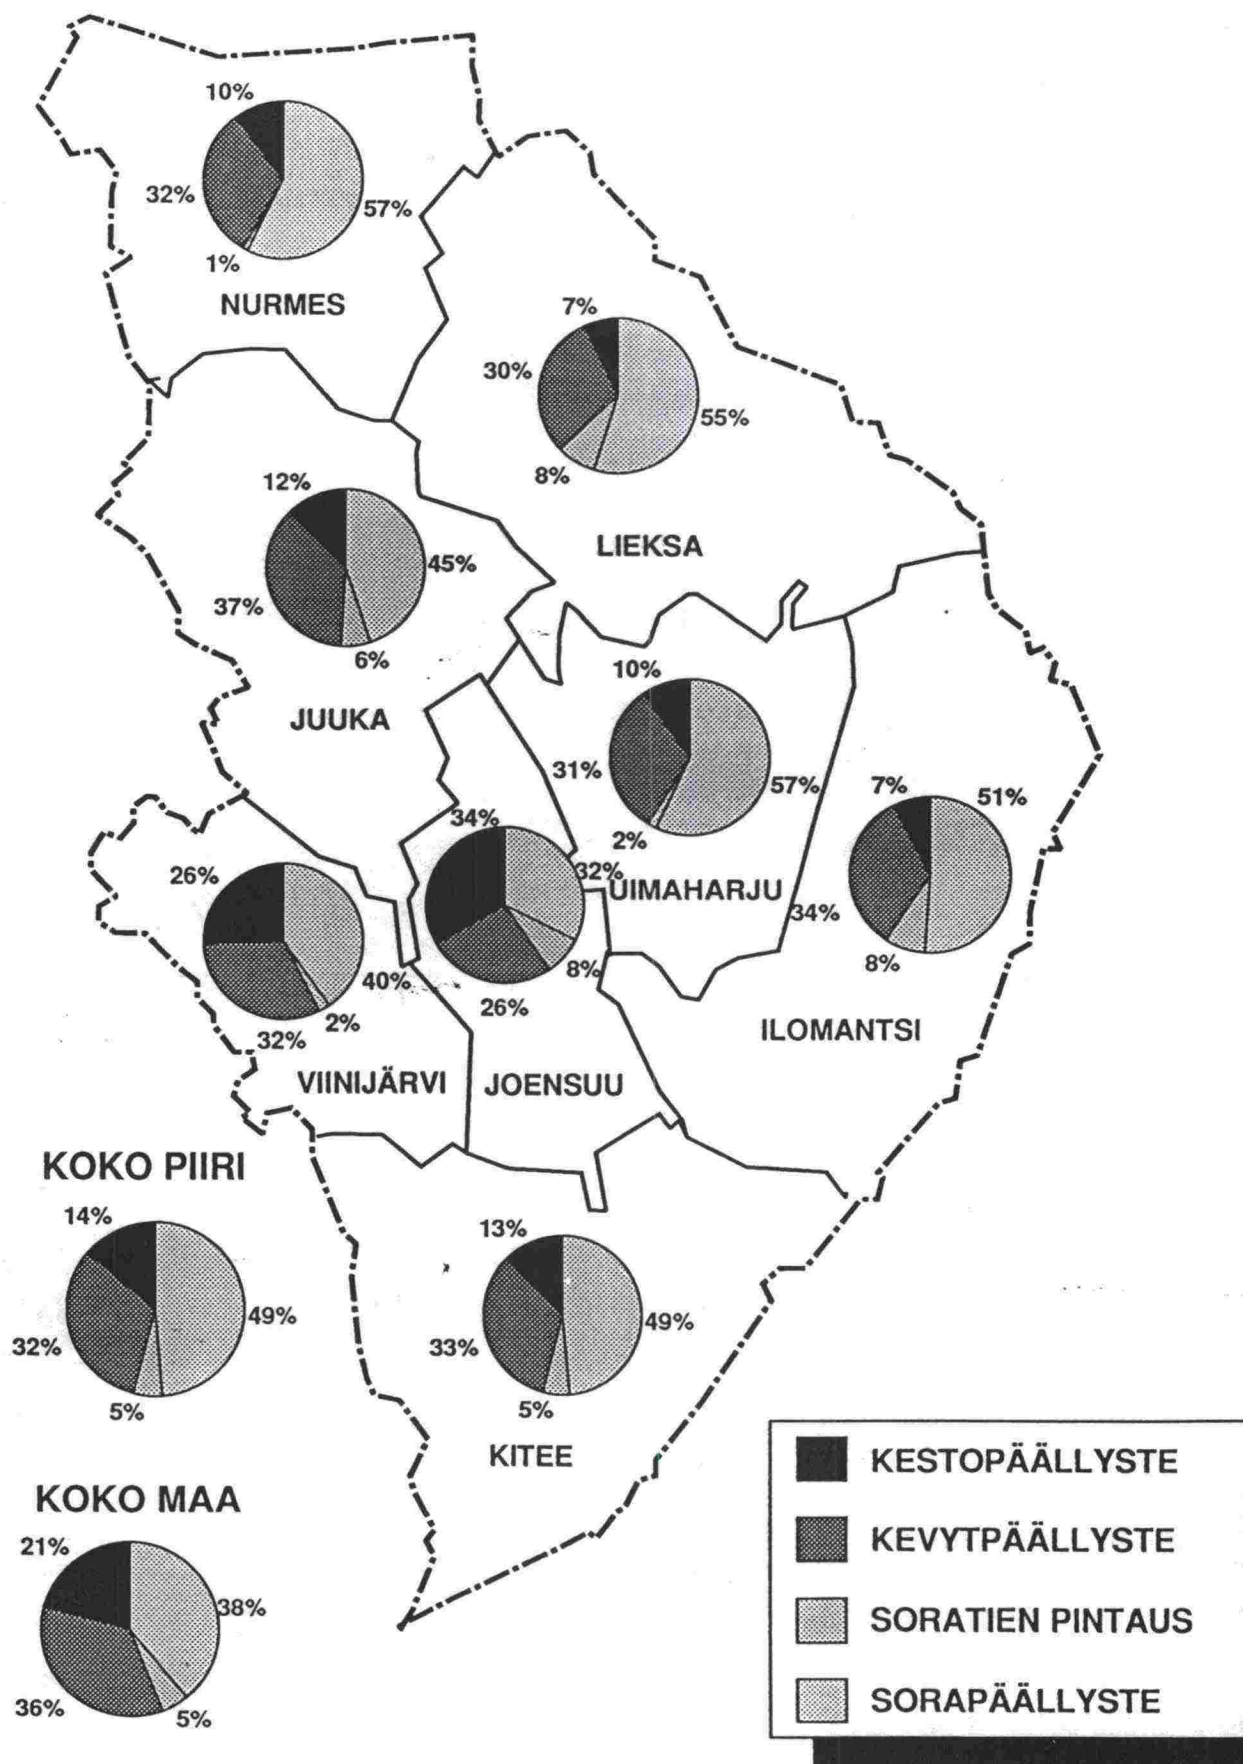 10%
32%
57%
1%
NURMES
7%
30%
55%
8%
LIEKSA
12%
45%
37%
6%
JUUKA
10%
31%
57%
2%
UIMAHARJU
7%
51%
34%
8%
ILOMANTSI
34%
32%
8%
26%
JOENSUU
26%
40%
2%
32%
VIINIJÄRVI
KOKO PIIRI
14%
49%
32%
5%
13%
49%
33%
5%
KITEE
KOKO MAA
21%
38%
36%
5%
KESTOPÄÄLLYSTE
KEVYTPÄÄLLYSTE
SORATIEN PINTAUS
SORAPÄÄLLYSTE